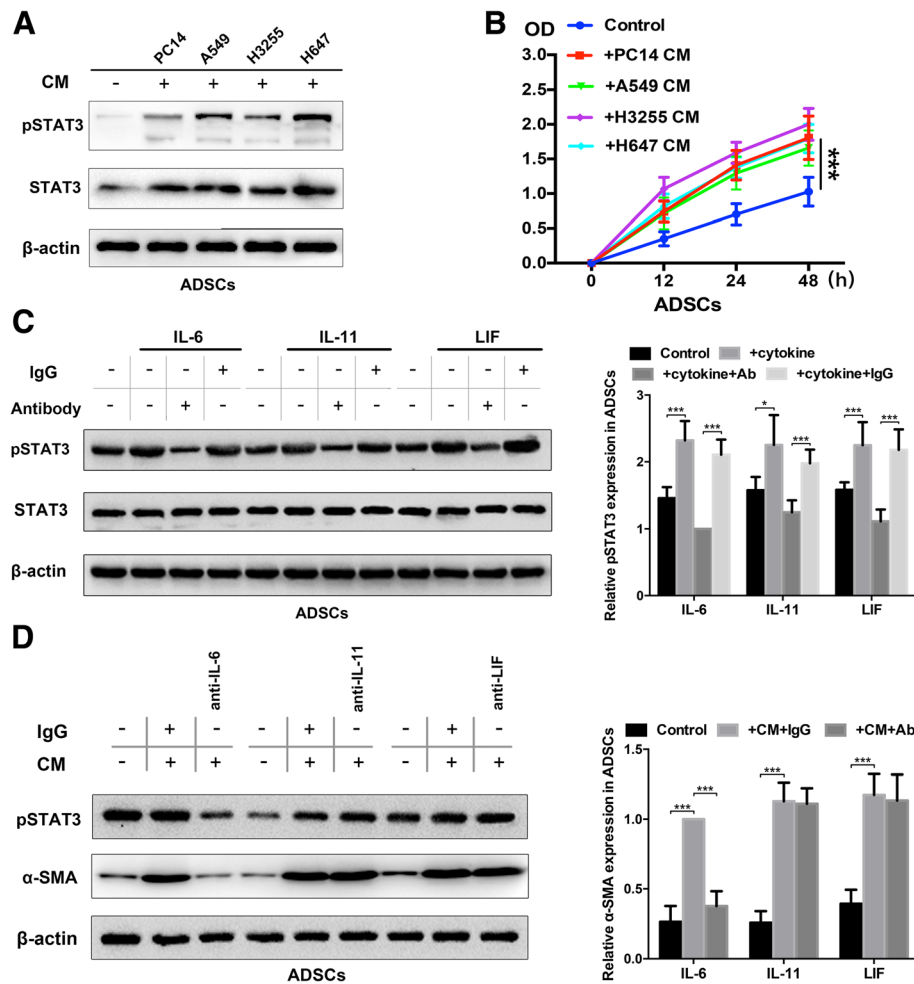 A
PC14 A549 H3255 H647
CM - + + + +
pSTAT3
STAT3
β-actin
ADSCs
B
OD
3.0
2.5
2.0
1.5
1.0
0.5
0.0
0 12 24 48 (h)
ADSCs
Control
+PC14 CM
+A549 CM
+H3255 CM
+H647 CM
***
C
IL-6 IL-11 LIF
IgG - - - + - - - + - - - +
Antibody - - + - - - + - - - + -
pSTAT3
STAT3
β-actin
ADSCs
Control +cytokine
+cytokine+Ab +cytokine+IgG
Relative pSTAT3 expression in ADSCs
3
2
1
0
*** *** * *** *** ***
IL-6 IL-11 LIF
D
anti-IL-6 anti-IL-11 anti-LIF
IgG - + - - + - - + -
CM - + + - + + - + +
pSTAT3
α-SMA
β-actin
ADSCs
Control +CM+IgG +CM+Ab
Relative α-SMA expression in ADSCs
1.5
1.0
0.5
0.0
*** *** *** ***
IL-6 IL-11 LIF